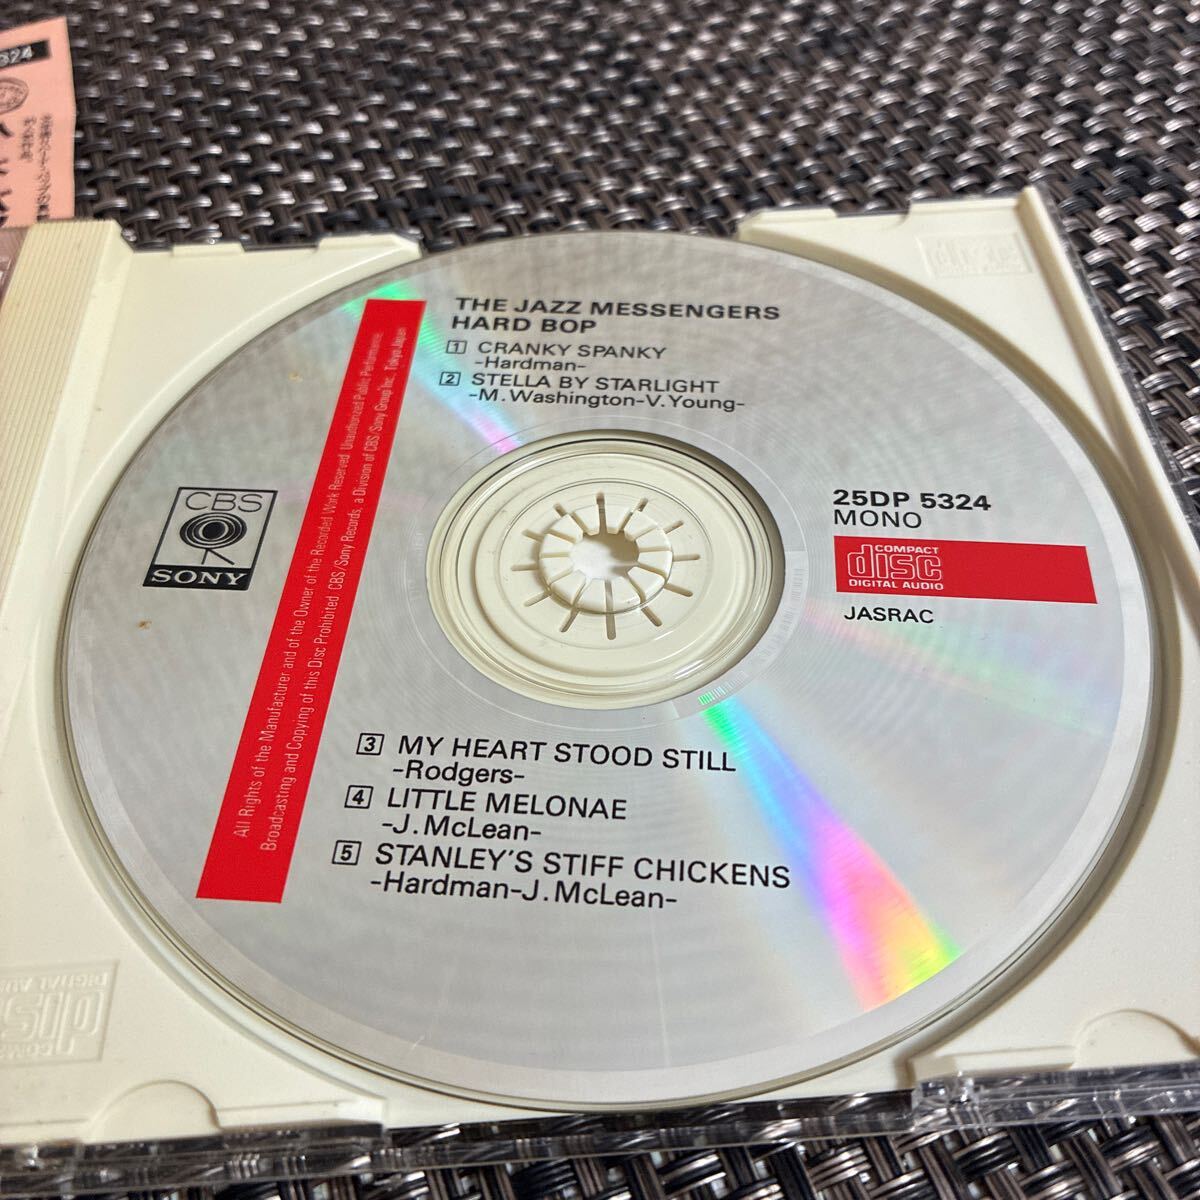 5324
THE JAZZ MESSENGERS
HARD BOP
1 CRANKY SPANKY
-Hardman-
2 STELLA BY STARLIGHT
-M. Washington-V. Young-
CBS
SONY
All Rights of the Manufacturer and of the Owner of the Recorded Work Reserved. Unauthorized Public Performance.
Broadcasting and Copying of this Disc Prohibited. CBS/Sony Records, a Division of CBS/Sony Group Inc. Tokyo Japan
25DP 5324
MONO
COMPACT
disc
DIGITAL AUDIO
JASRAC
3 MY HEART STOOD STILL
-Rodgers-
4 LITTLE MELONAE
-J. McLean-
5 STANLEY'S STIFF CHICKENS
-Hardman-J. McLean-